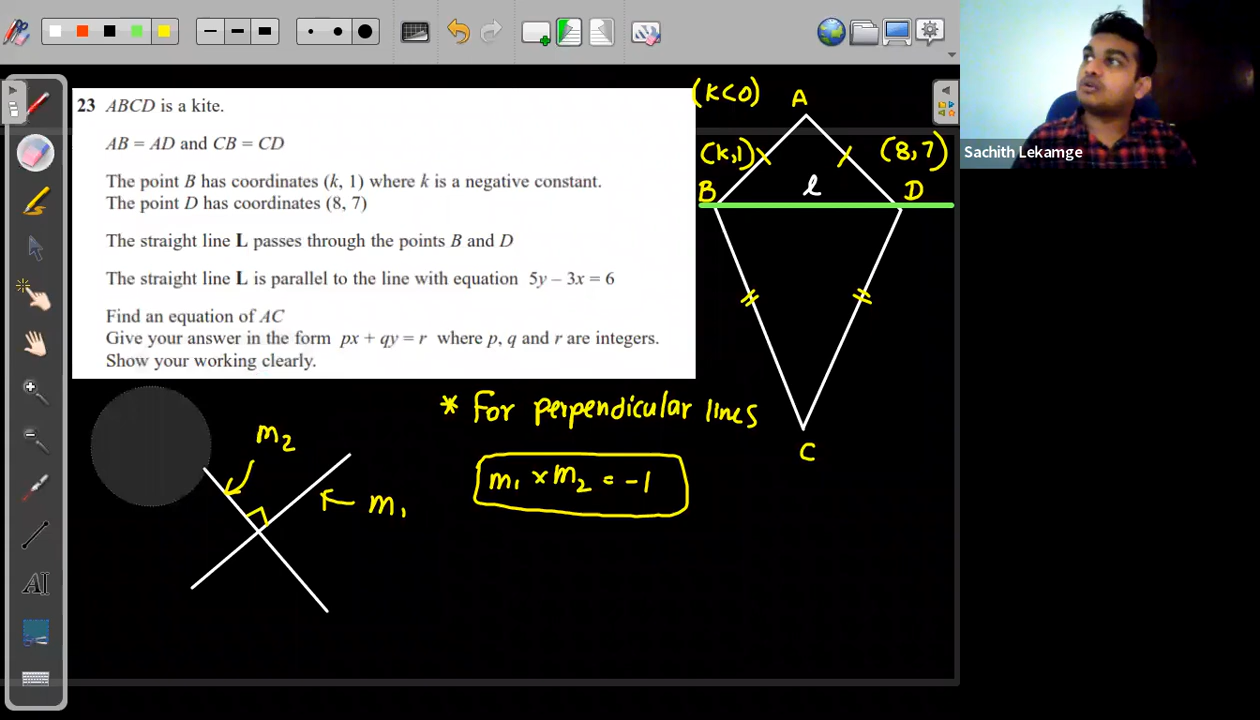 23 ABCD is a kite.
AB = AD and CB = CD
The point B has coordinates (k, 1) where k is a negative constant.
The point D has coordinates (8, 7)
The straight line L passes through the points B and D
The straight line L is parallel to the line with equation 5y – 3x = 6
Find an equation of AC
Give your answer in the form px + qy = r where p, q and r are integers.
Show your working clearly.
(k<0)
A
(k,1)
(8,7)
B
l
D
C
* For perpendicular lines
m₁ × m₂ = -1
m₂
m₁
Sachith Lekamge
AI